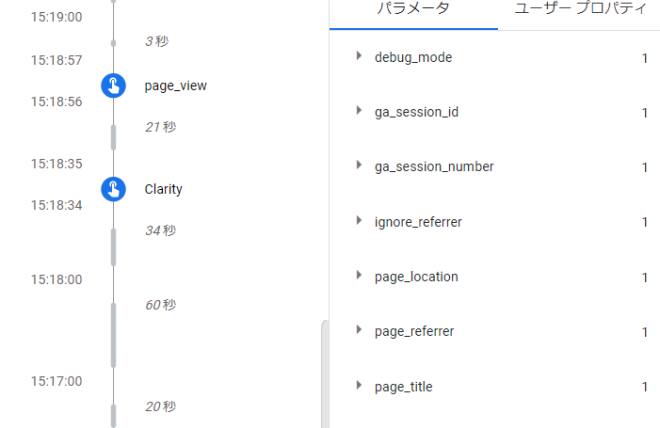 15:19:00
3 秒
15:18:57
page_view
15:18:56
21 秒
15:18:35
Clarity
15:18:34
34 秒
15:18:00
60 秒
15:17:00
20 秒
パラメータ ユーザー プロパティ
debug_mode 1
ga_session_id 1
ga_session_number 1
ignore_referrer 1
page_location 1
page_referrer 1
page_title 1